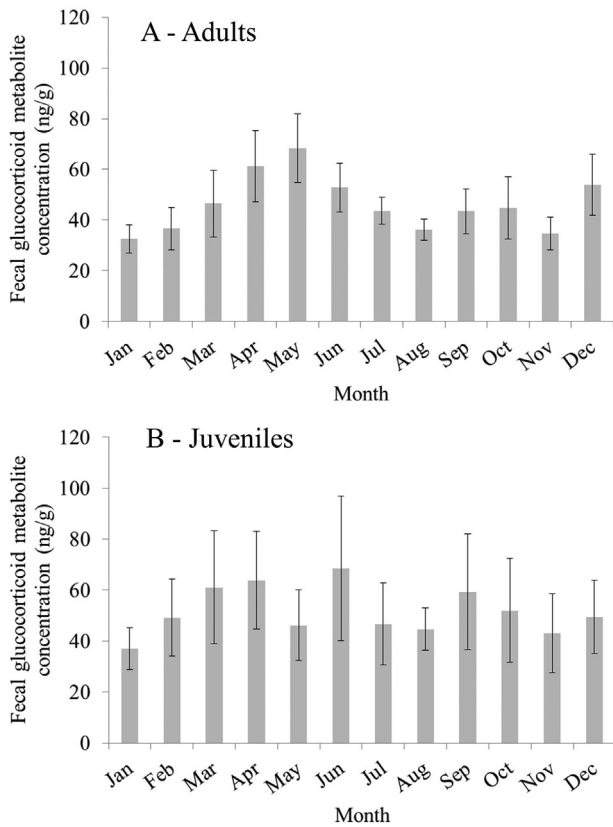 A - Adults
Fecal glucocorticoid metabolite
concentration (ng/g)
120
100
80
60
40
20
0
Jan Feb Mar Apr May Jun Jul Aug Sep Oct Nov Dec
Month
B - Juveniles
Fecal glucocorticoid metabolite
concentration (ng/g)
120
100
80
60
40
20
0
Jan Feb Mar Apr May Jun Jul Aug Sep Oct Nov Dec
Month